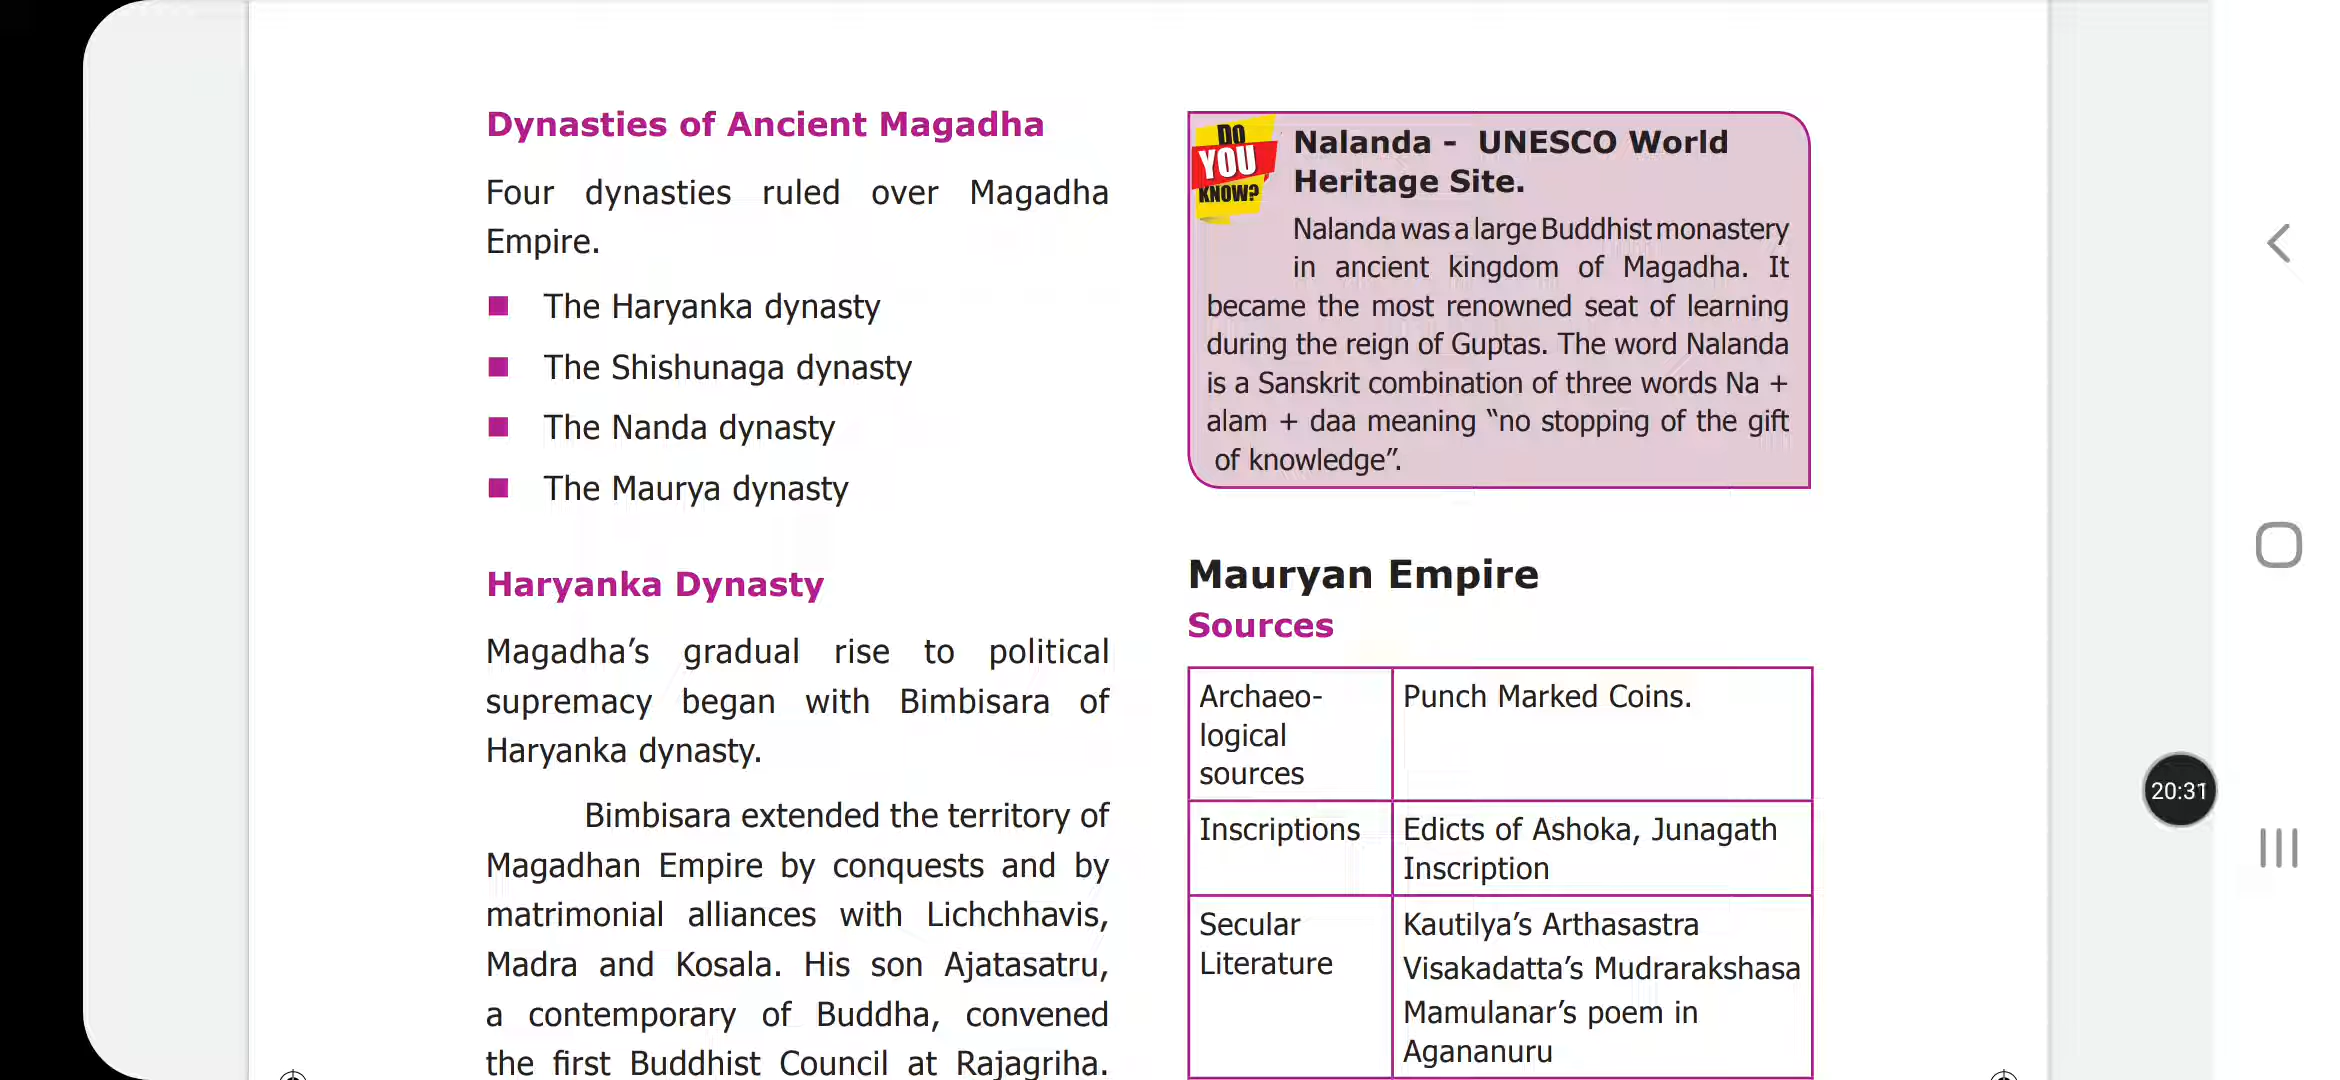 Dynasties of Ancient Magadha
Four dynasties ruled over Magadha
Empire.
■ The Haryanka dynasty
■ The Shishunaga dynasty
■ The Nanda dynasty
■ The Maurya dynasty
Haryanka Dynasty
Magadha’s gradual rise to political
supremacy began with Bimbisara of
Haryanka dynasty.
Bimbisara extended the territory of
Magadhan Empire by conquests and by
matrimonial alliances with Lichchhavis,
Madra and Kosala. His son Ajatasatru,
a contemporary of Buddha, convened
the first Buddhist Council at Rajagriha.
DO
YOU
KNOW?
Nalanda - UNESCO World
Heritage Site.
Nalanda was a large Buddhist monastery
in ancient kingdom of Magadha. It
became the most renowned seat of learning
during the reign of Guptas. The word Nalanda
is a Sanskrit combination of three words Na +
alam + daa meaning “no stopping of the gift
of knowledge”.
Mauryan Empire
Sources
Archaeo-
logical
sources
Punch Marked Coins.
Inscriptions
Edicts of Ashoka, Junagath
Inscription
Secular
Literature
Kautilya’s Arthasastra
Visakadatta’s Mudrarakshasa
Mamulanar’s poem in
Agananuru
20:31